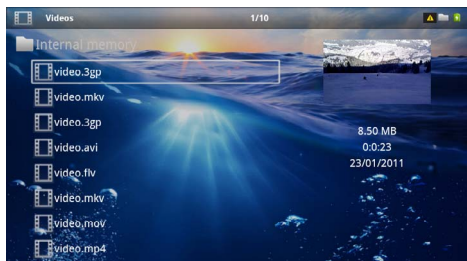 Videos
1/10
Internal memory
video.3gp
video.mkv
video.3gp
video.avi
video.flv
video.mkv
video.mov
video.mp4
8.50 MB
0:0:23
23/01/2011